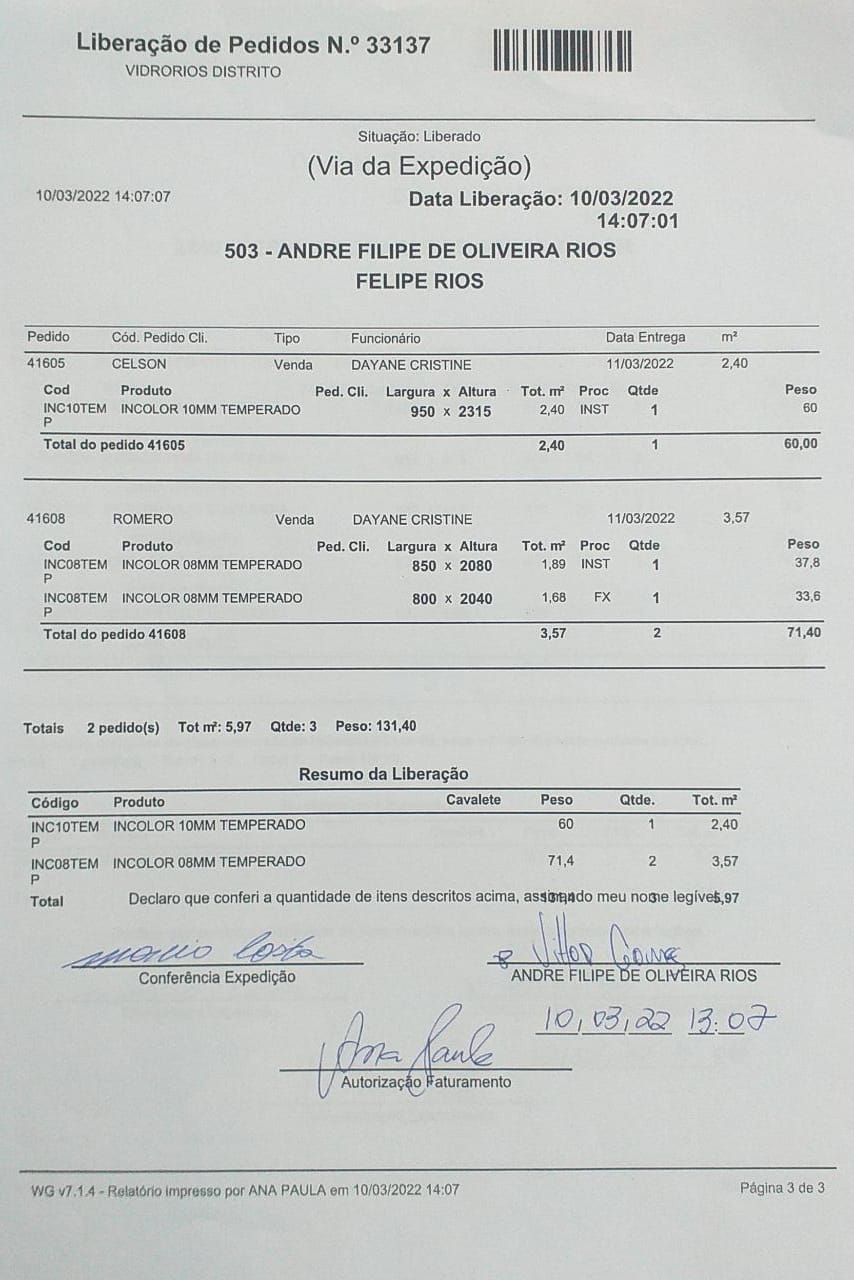 Liberação de Pedidos N.º 33137
VIDRORIOS DISTRITO
Situação: Liberado
(Via da Expedição)
10/03/2022 14:07:07
Data Liberação: 10/03/2022
14:07:01
503 - ANDRE FILIPE DE OLIVEIRA RIOS
FELIPE RIOS
Pedido Cód. Pedido Cli. Tipo Funcionário Data Entrega m²
41605 CELSON Venda DAYANE CRISTINE 11/03/2022 2,40
Cod Produto Ped. Cli. Largura x Altura Tot. m² Proc Qtde Peso
INC10TEM INCOLOR 10MM TEMPERADO 950 x 2315 2,40 INST 1 60
P
Total do pedido 41605 2,40 1 60,00
41608 ROMERO Venda DAYANE CRISTINE 11/03/2022 3,57
Cod Produto Ped. Cli. Largura x Altura Tot. m² Proc Qtde Peso
INC08TEM INCOLOR 08MM TEMPERADO 850 x 2080 1,89 INST 1 37,8
P
INC08TEM INCOLOR 08MM TEMPERADO 800 x 2040 1,68 FX 1 33,6
P
Total do pedido 41608 3,57 2 71,40
Totais 2 pedido(s) Tot m²: 5,97 Qtde: 3 Peso: 131,40
Resumo da Liberação
Código Produto Cavalete Peso Qtde. Tot. m²
INC10TEM INCOLOR 10MM TEMPERADO 60 1 2,40
P
INC08TEM INCOLOR 08MM TEMPERADO 71,4 2 3,57
P
Total 131,4 3 5,97
Declaro que conferi a quantidade de itens descritos acima, assinando meu nome legível.
Costa
Conferência Expedição
Vitor
ANDRE FILIPE DE OLIVEIRA RIOS
10/03/22 13:07
Ana Paula
Autorização Faturamento
WG v7.1.4 - Relatório impresso por ANA PAULA em 10/03/2022 14:07
Página 3 de 3